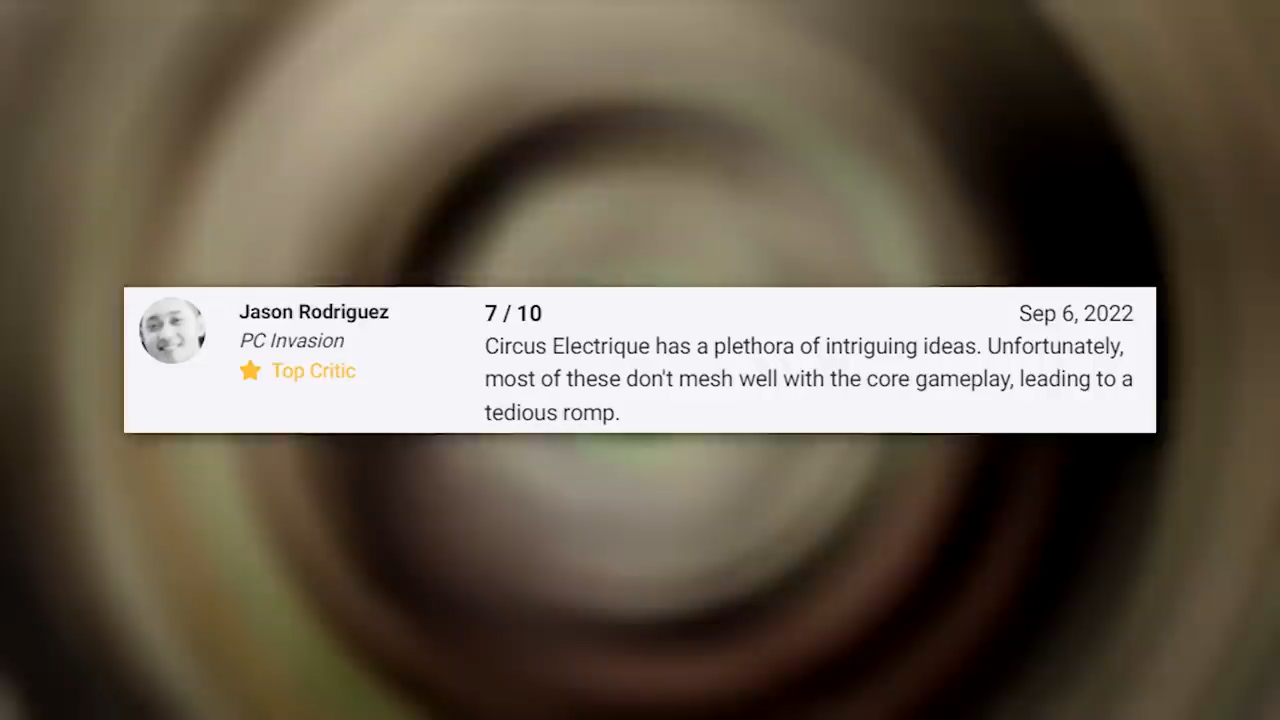 Jason Rodriguez
PC Invasion
Top Critic
7 / 10
Sep 6, 2022
Circus Electrique has a plethora of intriguing ideas. Unfortunately,
most of these don't mesh well with the core gameplay, leading to a
tedious romp.